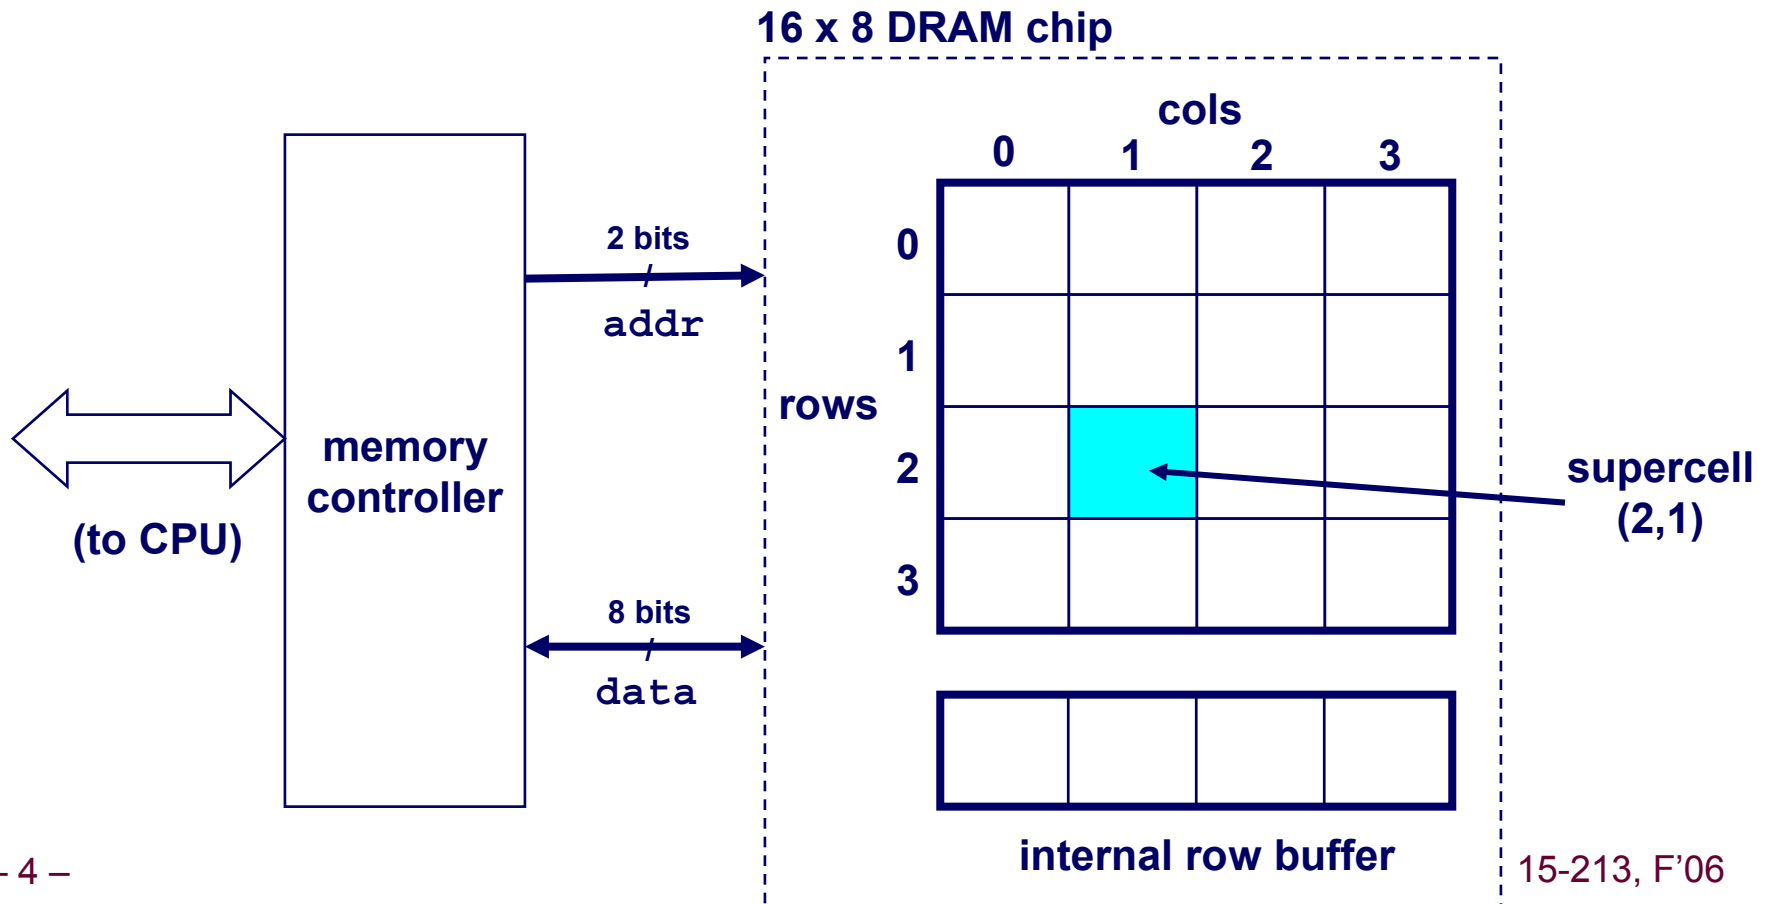 16 x 8 DRAM chip
cols
0 1 2 3
0
1
rows
2
3
2 bits
/
addr
memory
controller
(to CPU)
8 bits
/
data
supercell
(2,1)
internal row buffer
– 4 –
15-213, F’06